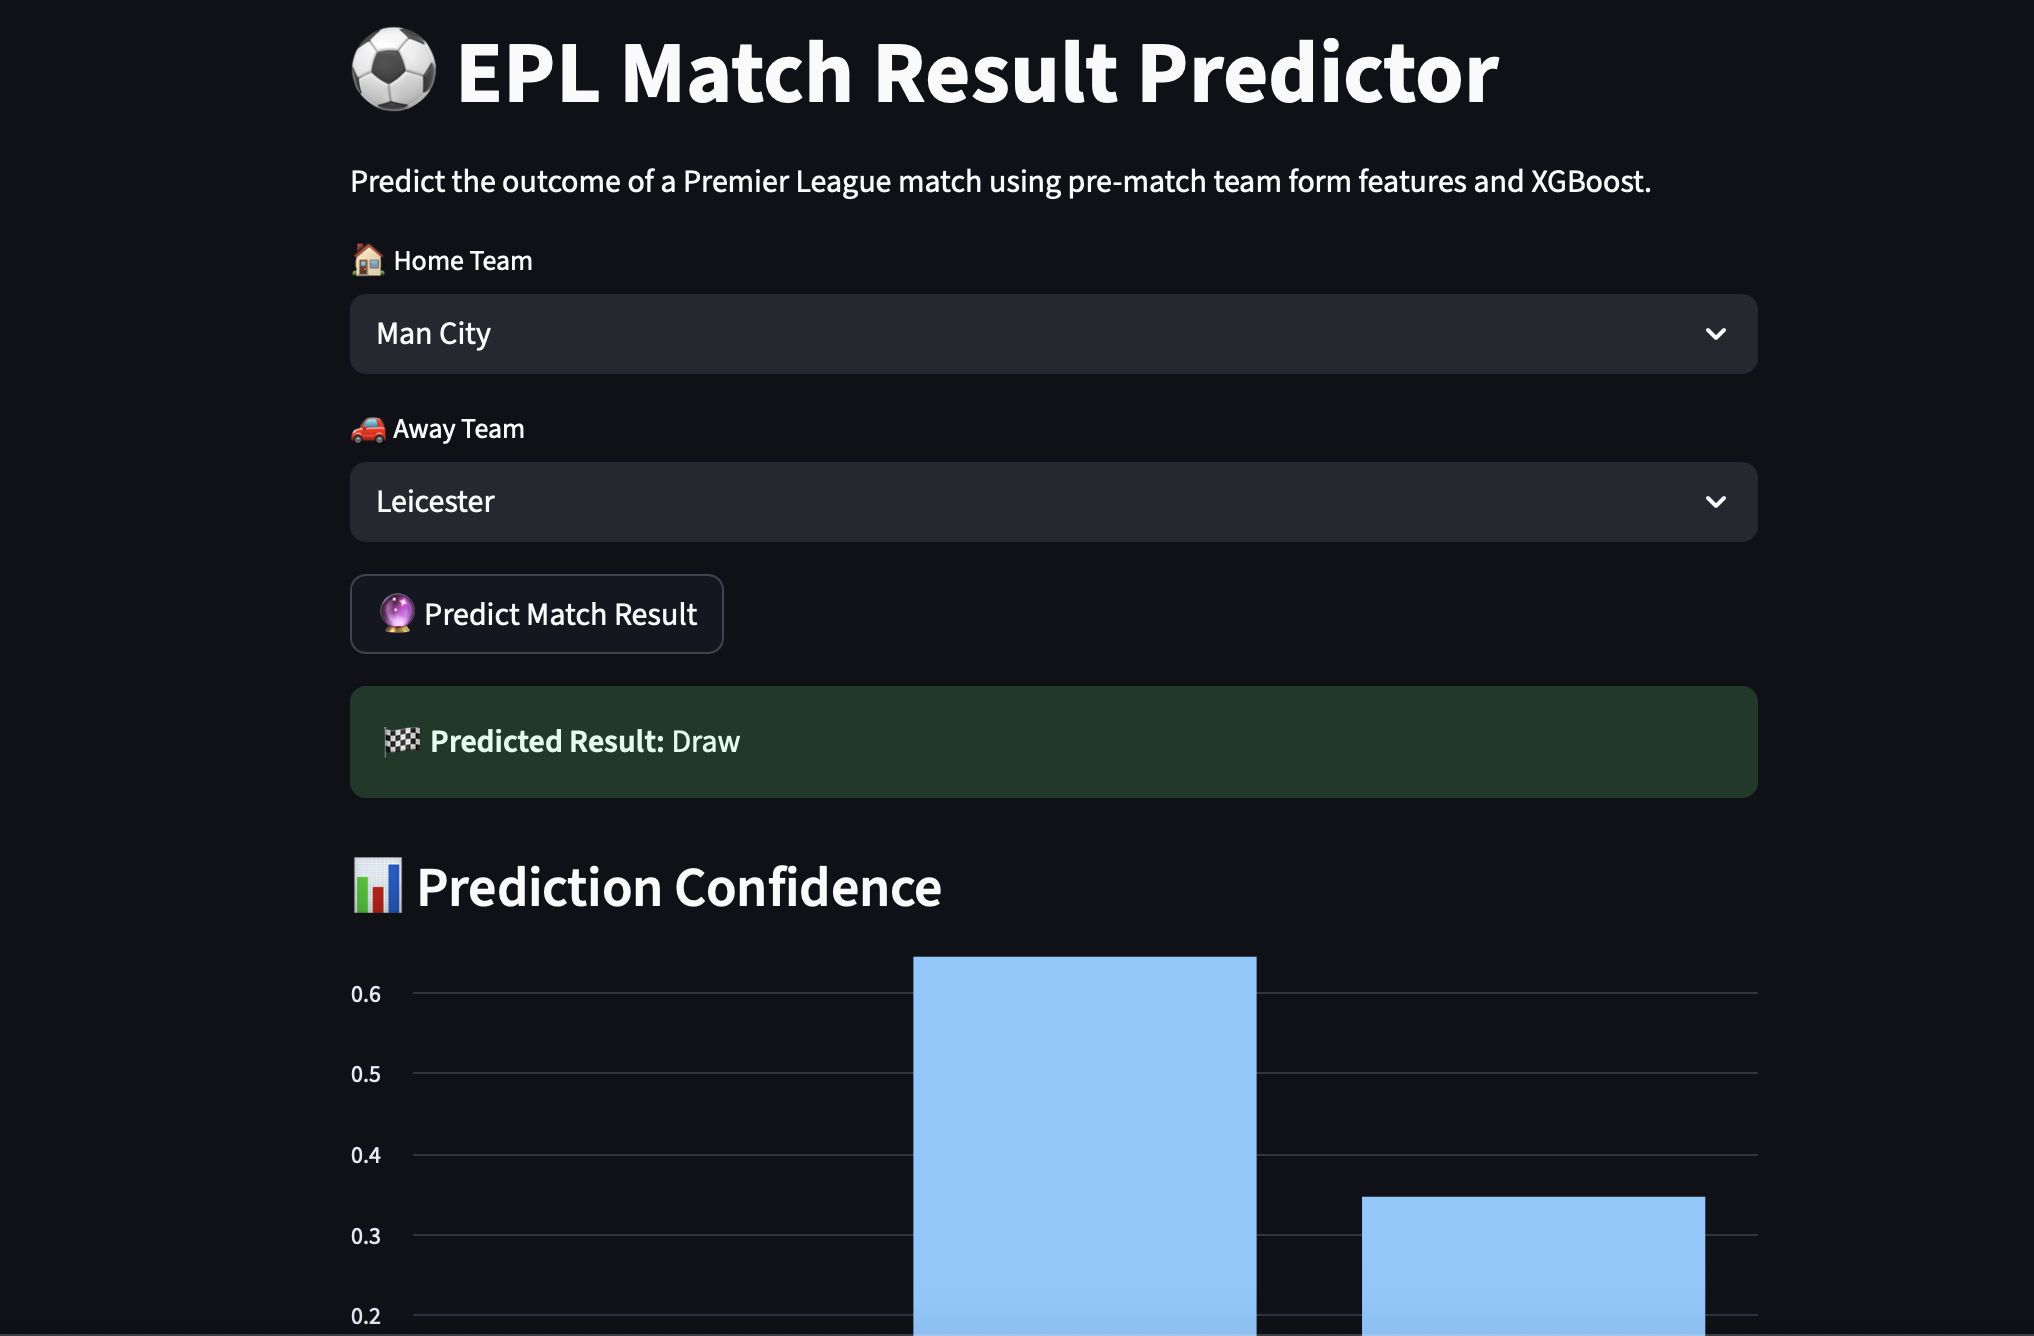 ⚽ EPL Match Result Predictor
Predict the outcome of a Premier League match using pre-match team form features and XGBoost.
🏠 Home Team
Man City
🚗 Away Team
Leicester
🔮 Predict Match Result
🏁 Predicted Result: Draw
📊 Prediction Confidence
0.6
0.5
0.4
0.3
0.2